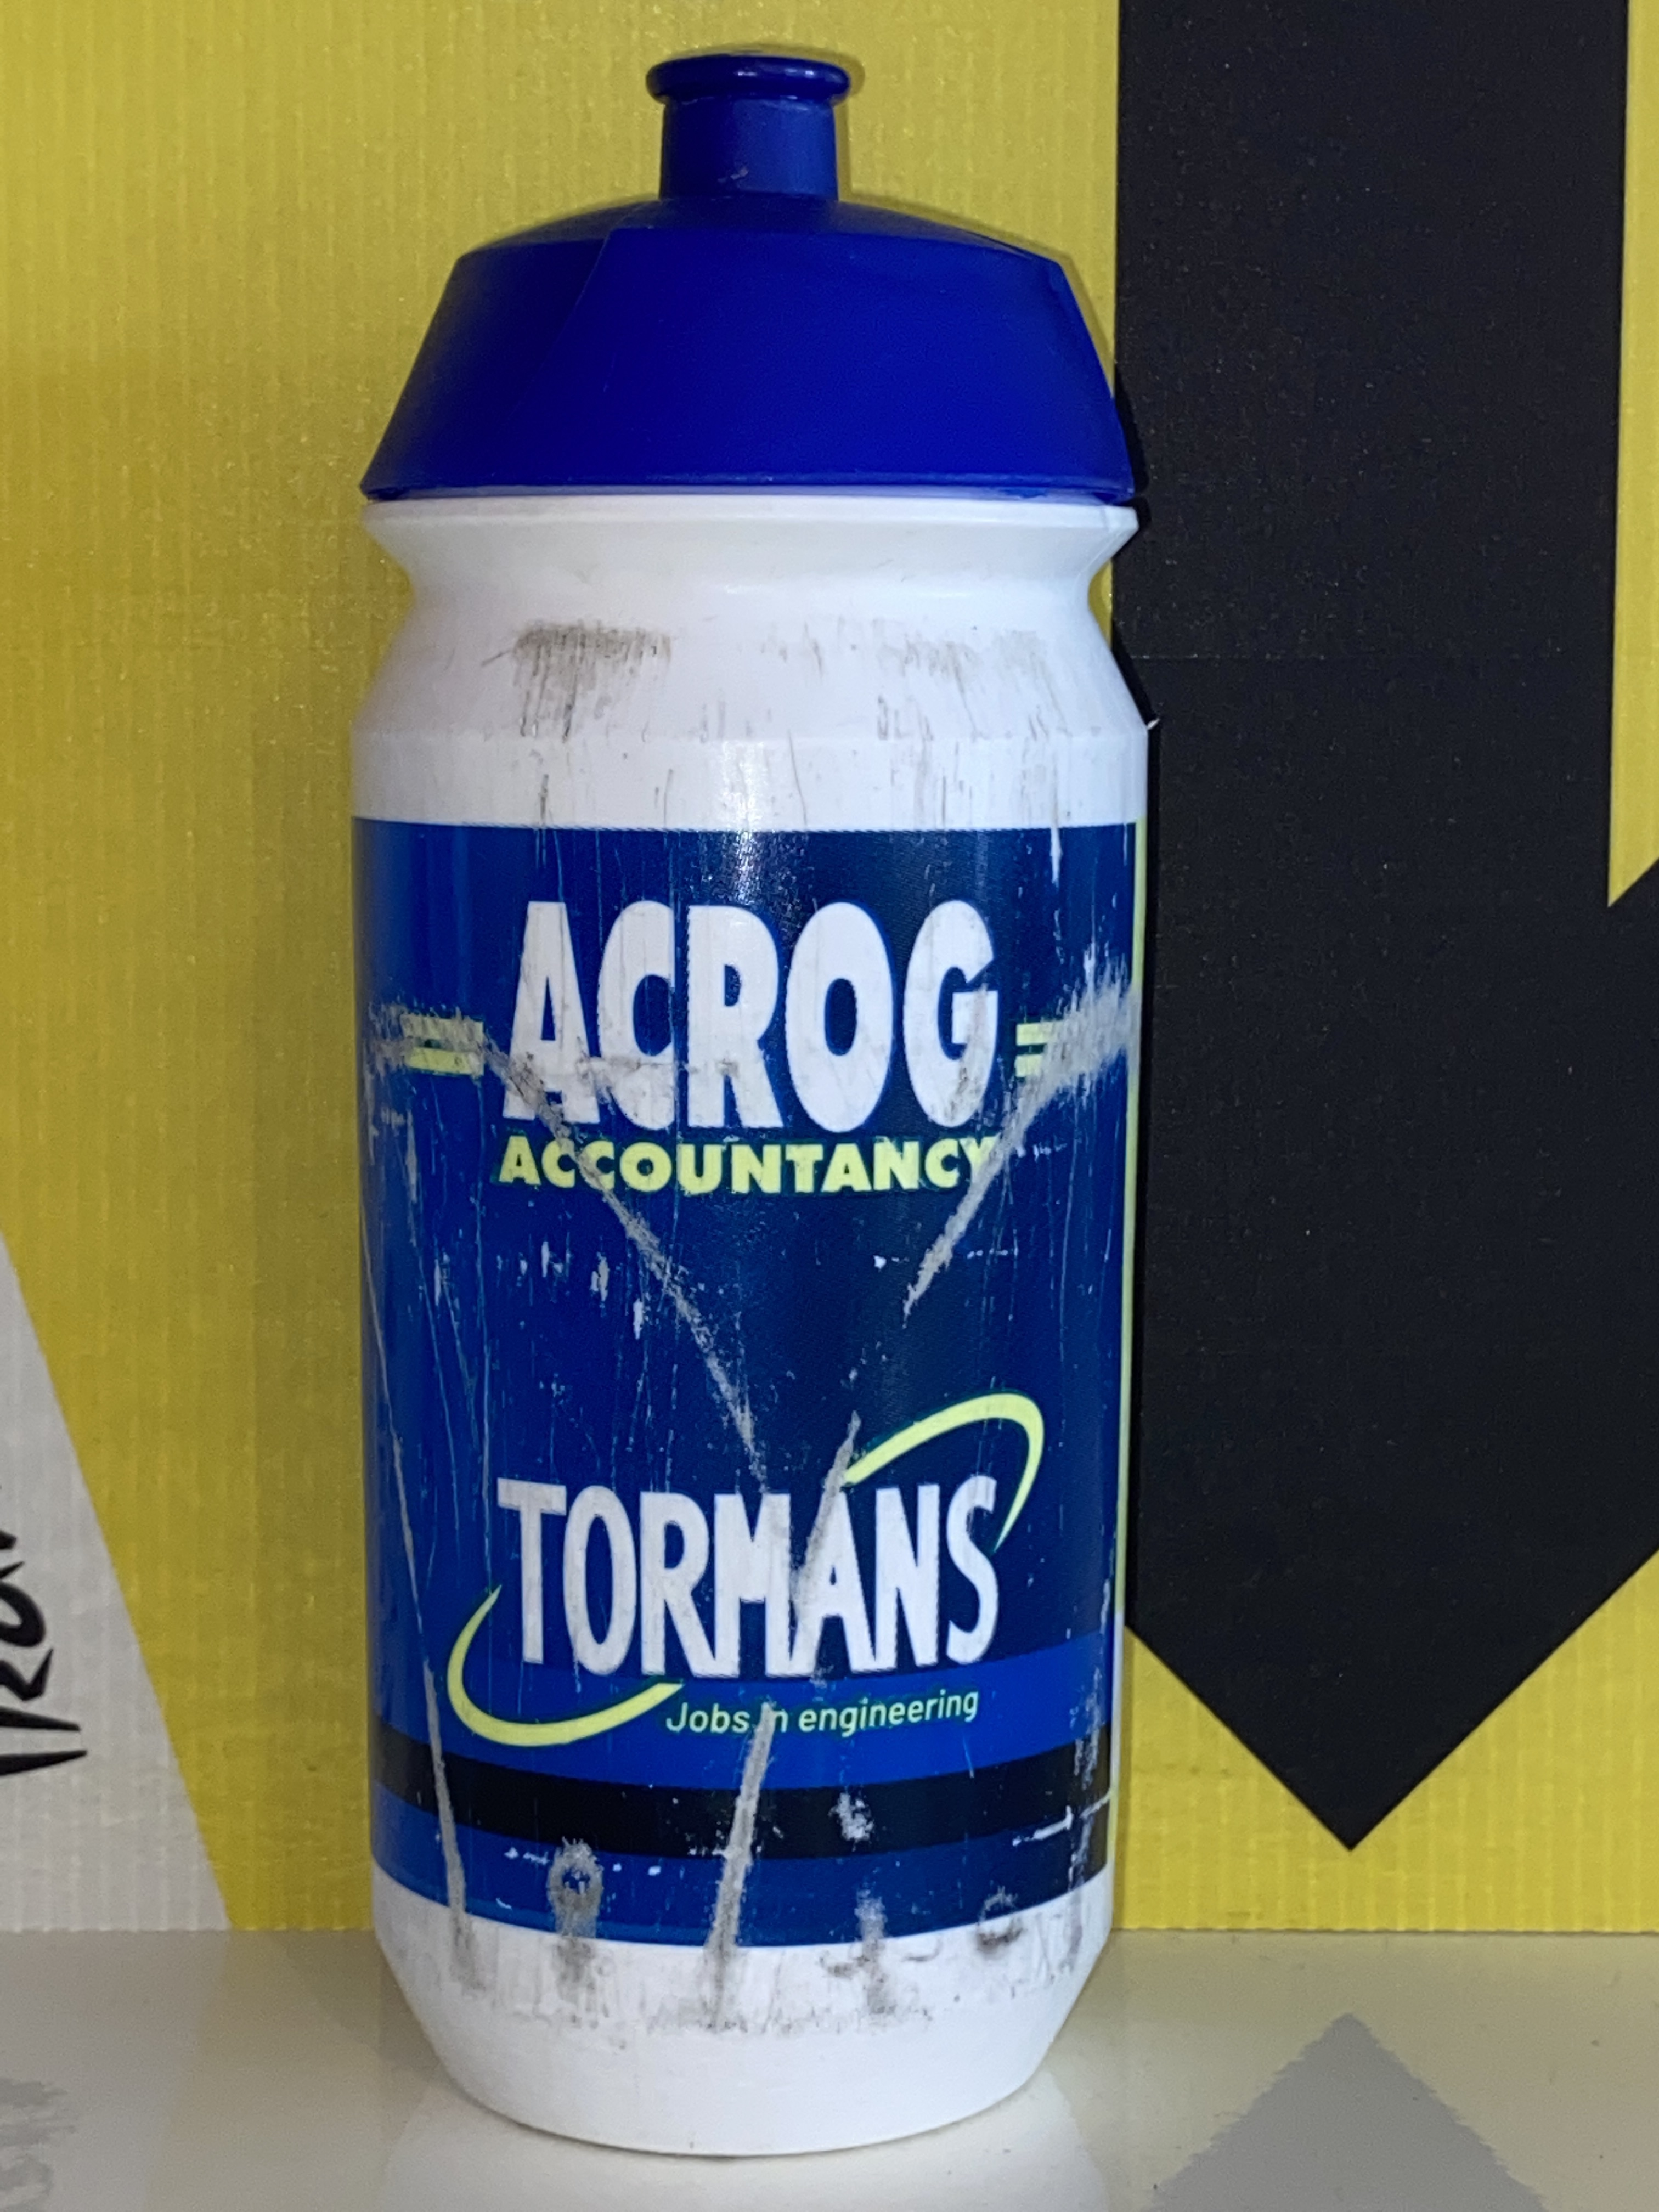 ACROG
ACCOUNTANCY
TORMANS
Jobs in engineering